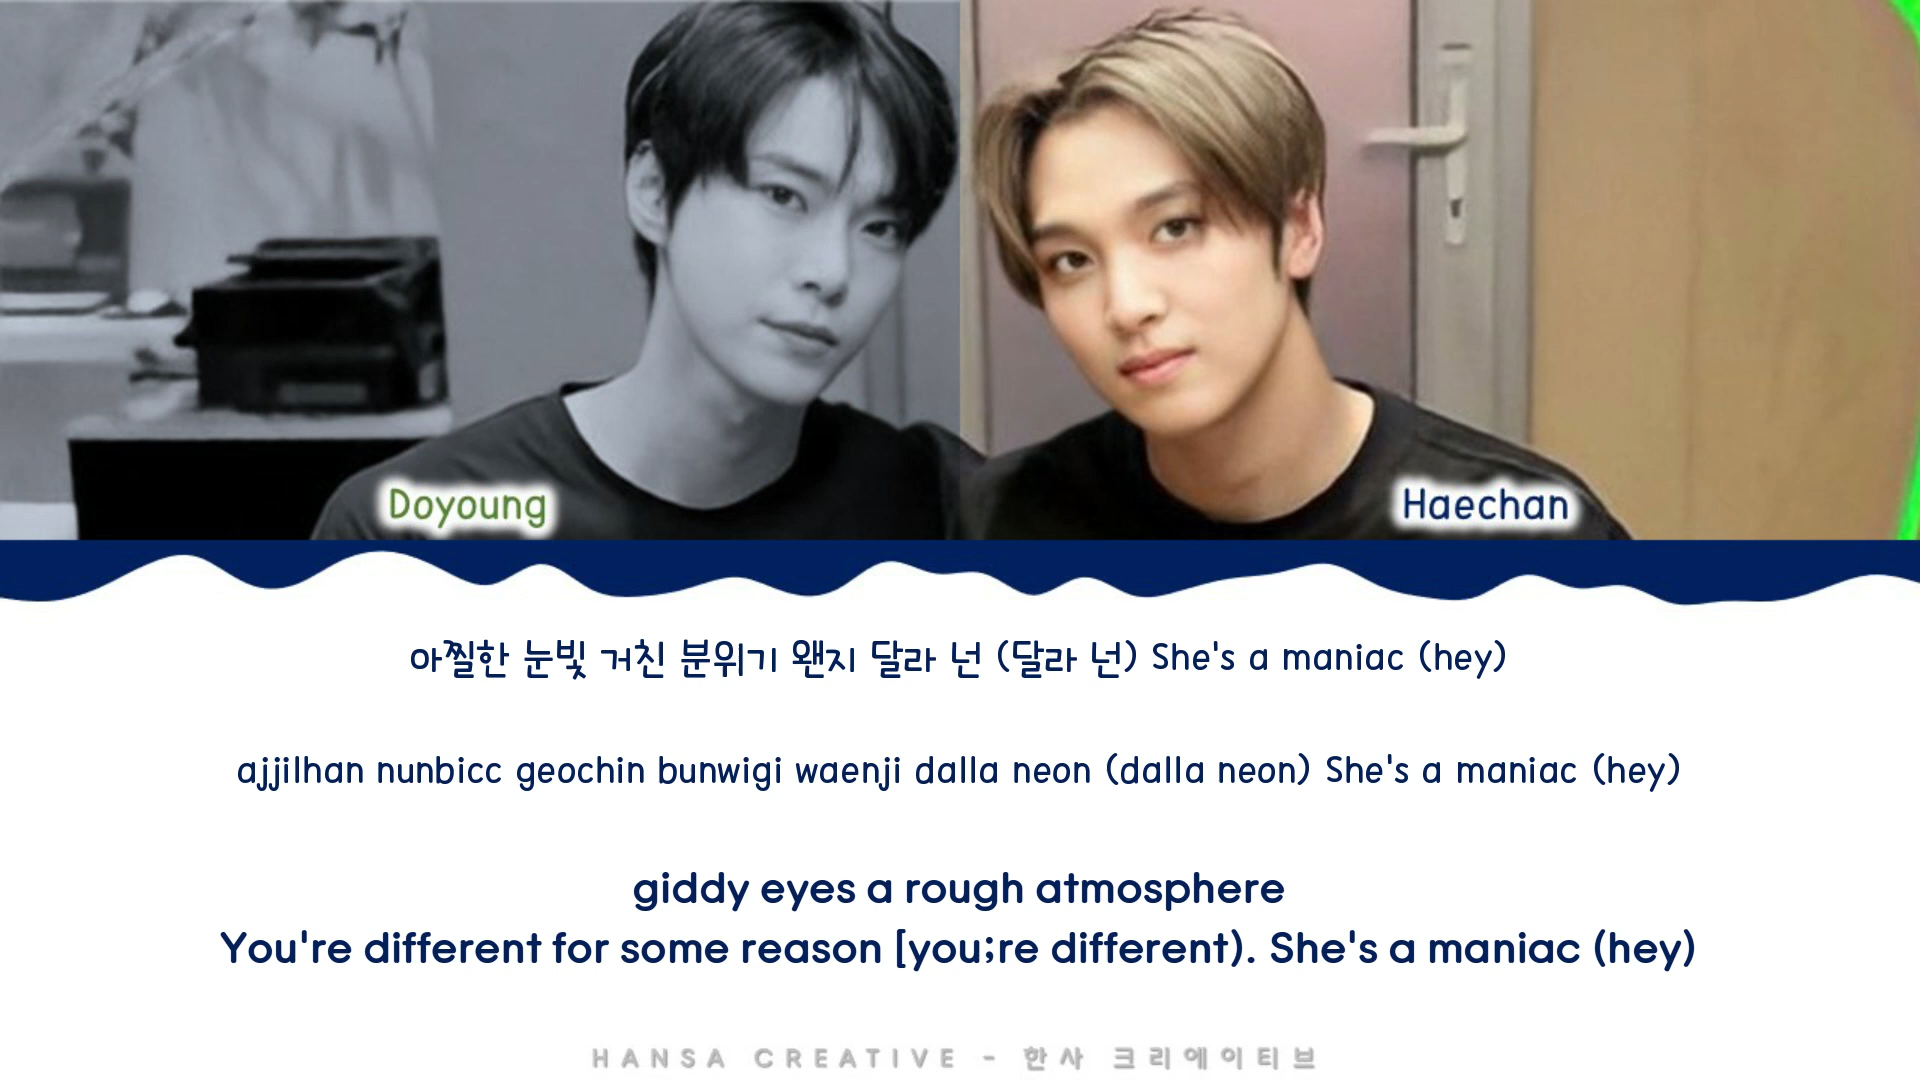 Doyoung
Haechan
아찔한 눈빛 거친 분위기 왠지 달라 넌 (달라 넌) She's a maniac (hey)
ajjilhan nunbicc geochin bunwigi waenji dalla neon (dalla neon) She's a maniac (hey)
giddy eyes a rough atmosphere
You're different for some reason [you;re different). She's a maniac (hey)
HANSA CREATIVE - 한사 크리에이티브